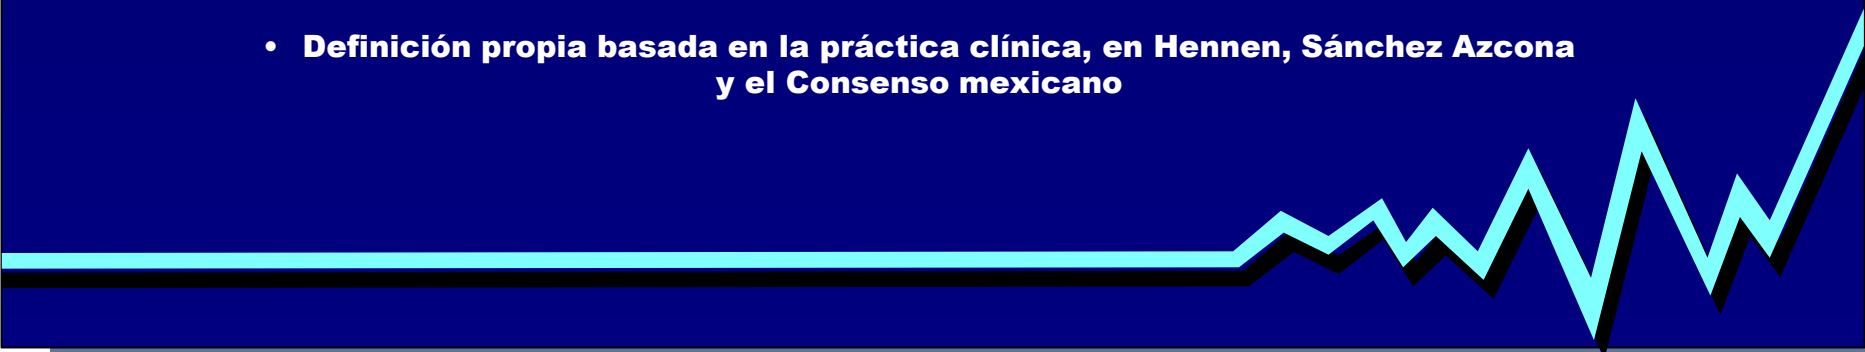 • Definición propia basada en la práctica clínica, en Hennen, Sánchez Azcona
y el Consenso mexicano